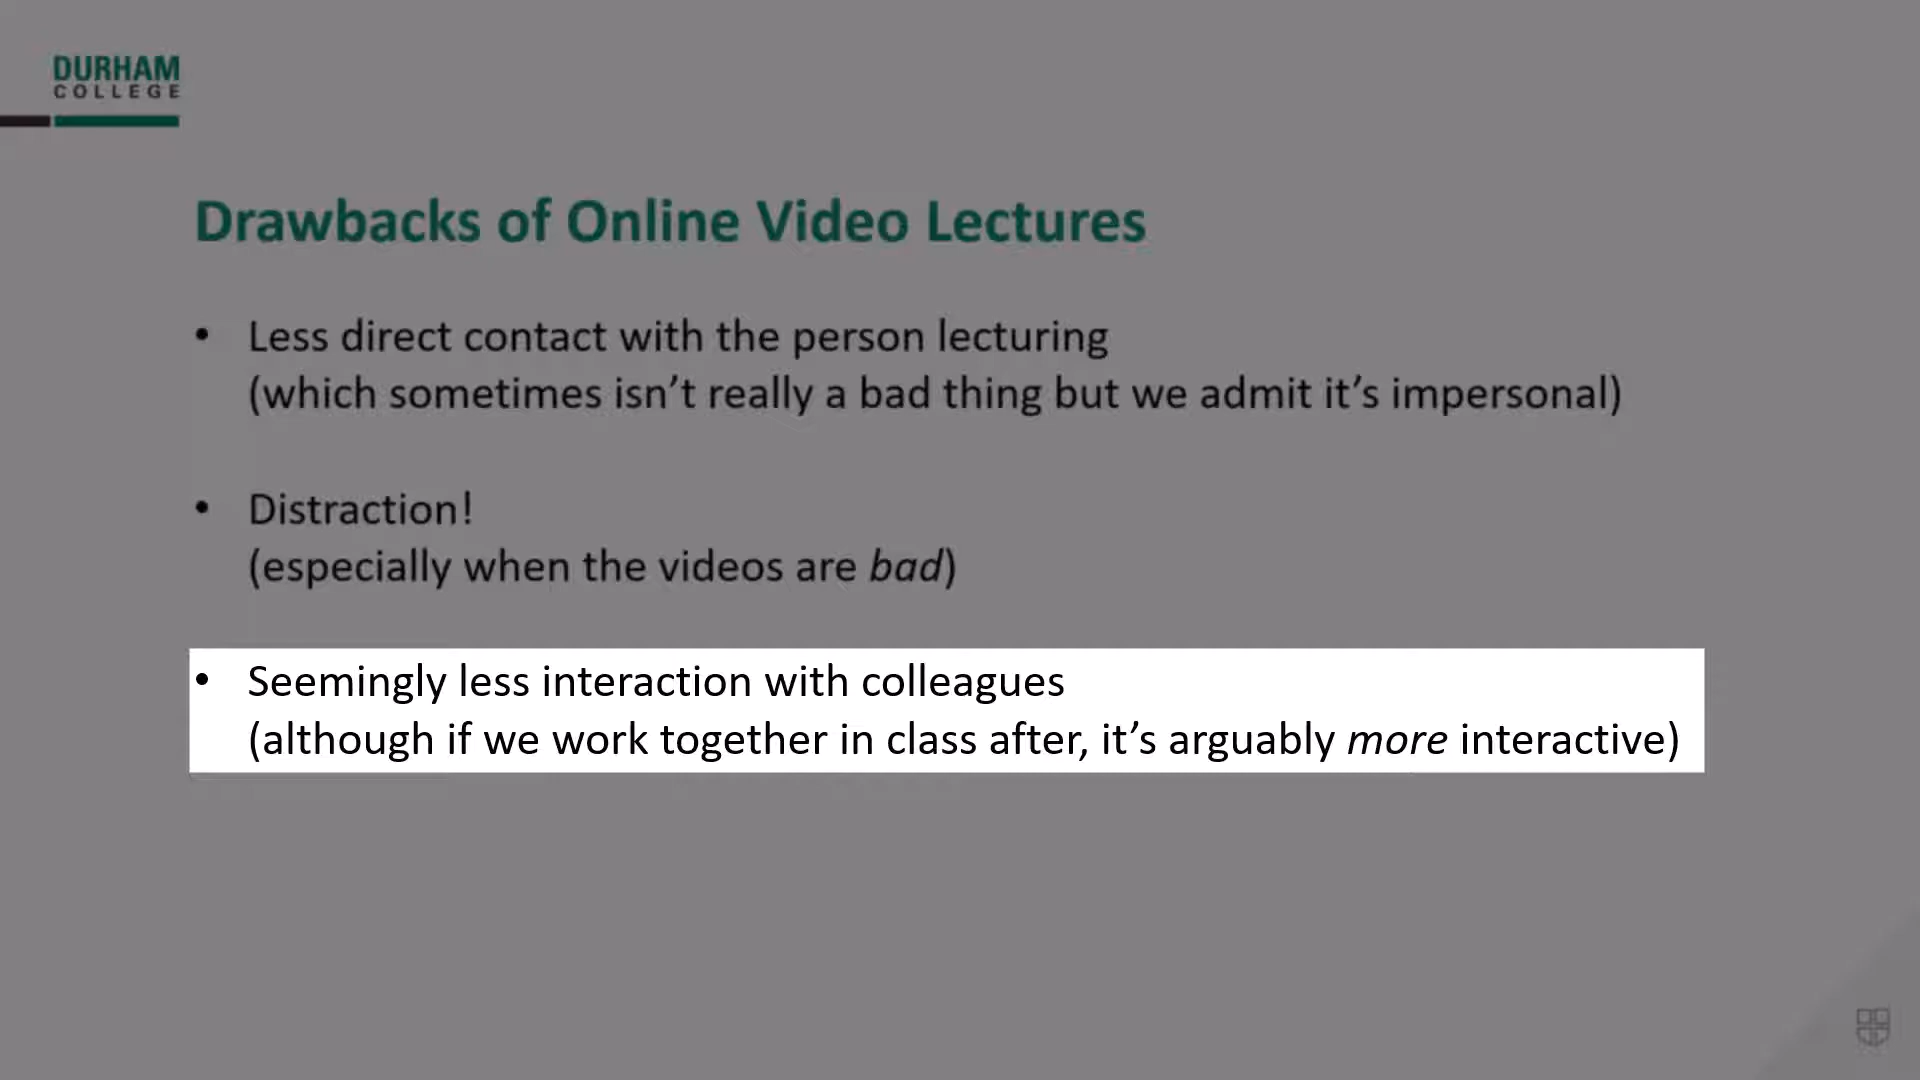 DURHAM
COLLEGE
Drawbacks of Online Video Lectures
• Less direct contact with the person lecturing
(which sometimes isn’t really a bad thing but we admit it’s impersonal)
• Distraction!
(especially when the videos are bad)
• Seemingly less interaction with colleagues
(although if we work together in class after, it’s arguably more interactive)